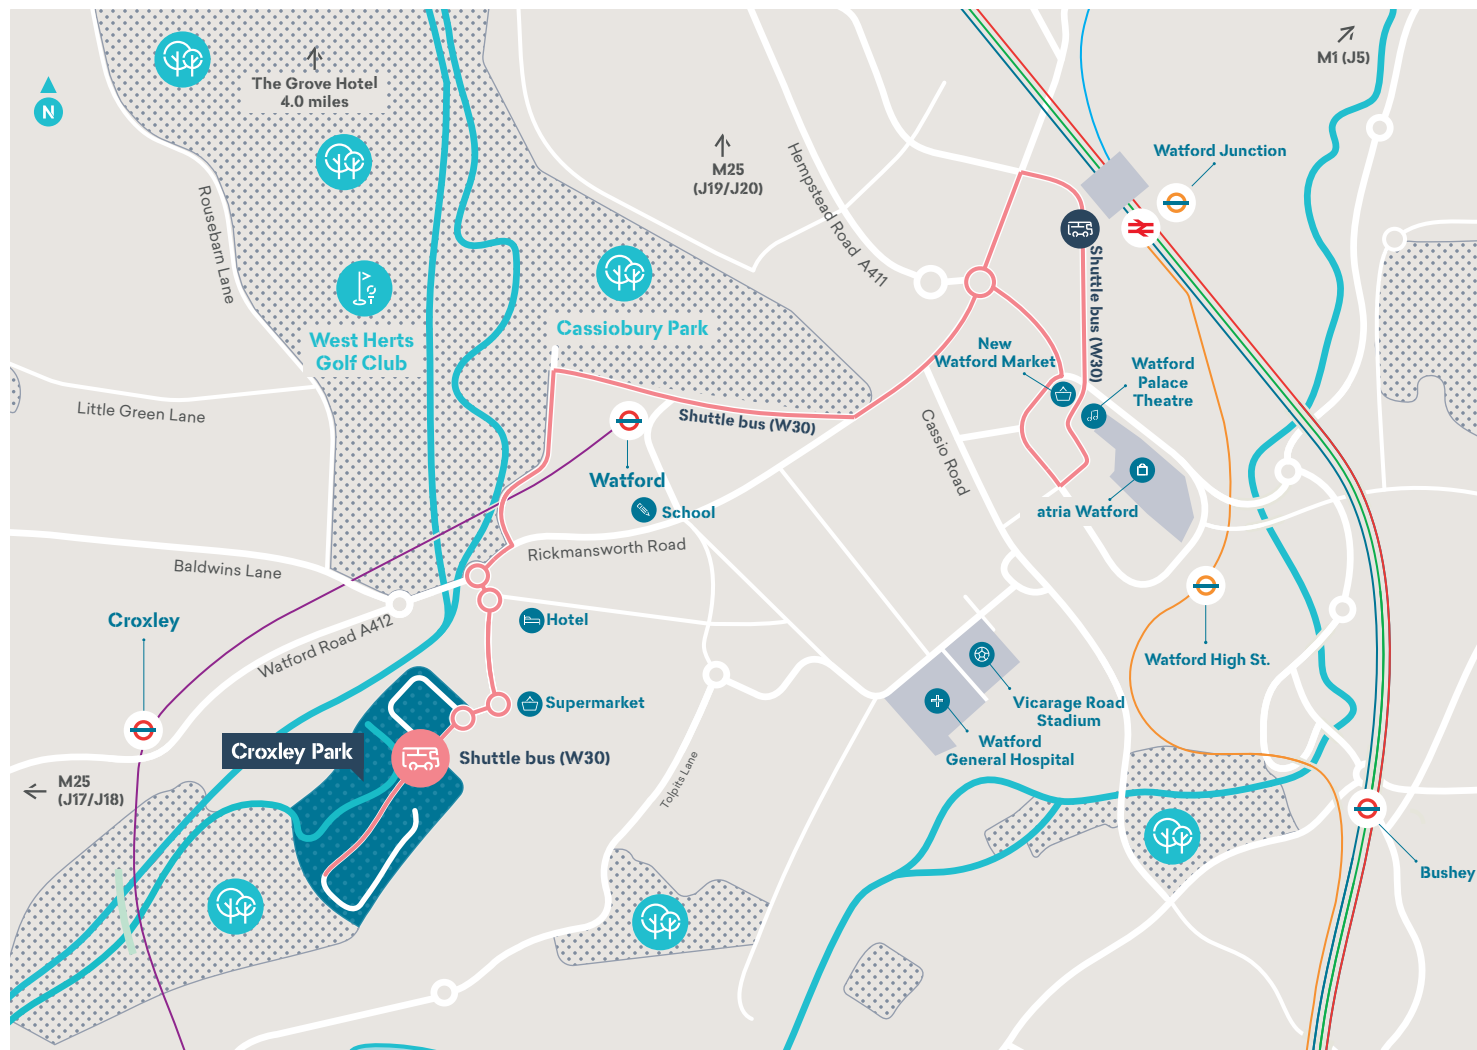 M1 (J5)
The Grove Hotel
4.0 miles
N
Watford Junction
M25
(J19/J20)
Hempstead Road A411
Rousebarn Lane
Shuttle bus (W30)
Cassiobury Park
West Herts
Golf Club
New
Watford Market
Watford
Palace
Theatre
Little Green Lane
Shuttle bus (W30)
Cassio Road
Watford
School
atria Watford
Rickmansworth Road
Baldwins Lane
Croxley
Watford Road A412
Hotel
Watford High St.
Supermarket
Vicarage Road
Stadium
Watford
General Hospital
Croxley Park
Shuttle bus (W30)
Tolpits Lane
M25
(J17/J18)
Bushey